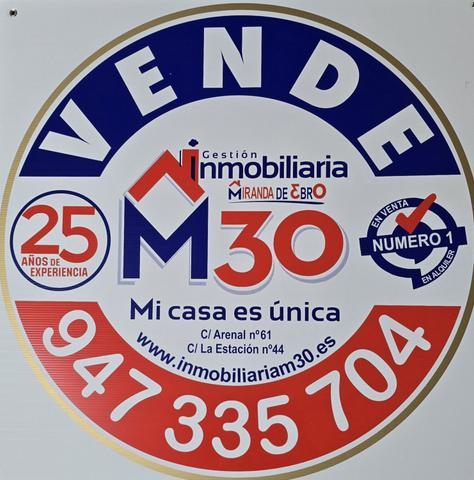 VENDE
Gestión
inmobiliaria
MIRANDA DE EBRO
M30
25
AÑOS DE
EXPERIENCIA
EN VENTA
NUMERO 1
EN ALQUILER
Mi casa es única
C/ Arenal nº61
C/ La Estación nº44
www.inmobiliariam30.es
947 335 704